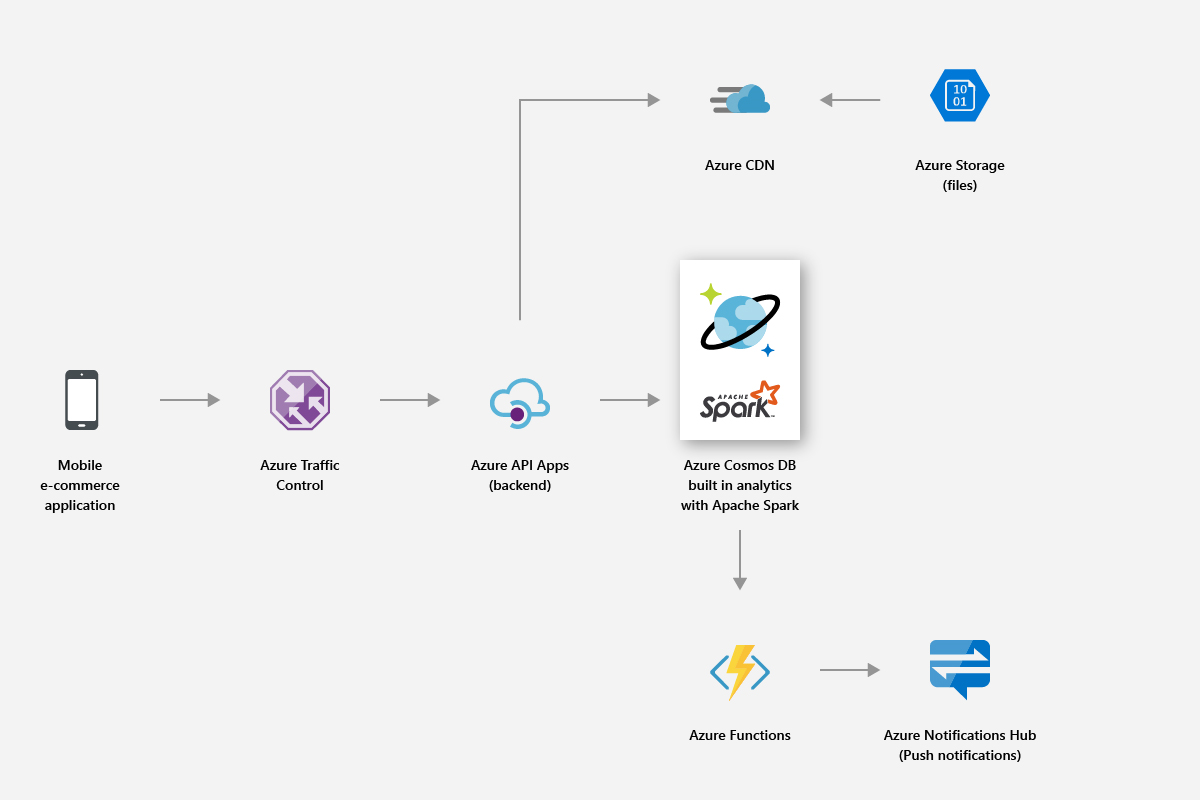 10
01
Azure CDN
Azure Storage
(files)
APACHE
Spark™
Mobile
e-commerce
application
Azure Traffic
Control
Azure API Apps
(backend)
Azure Cosmos DB
built in analytics
with Apache Spark
Azure Functions
Azure Notifications Hub
(Push notifications)